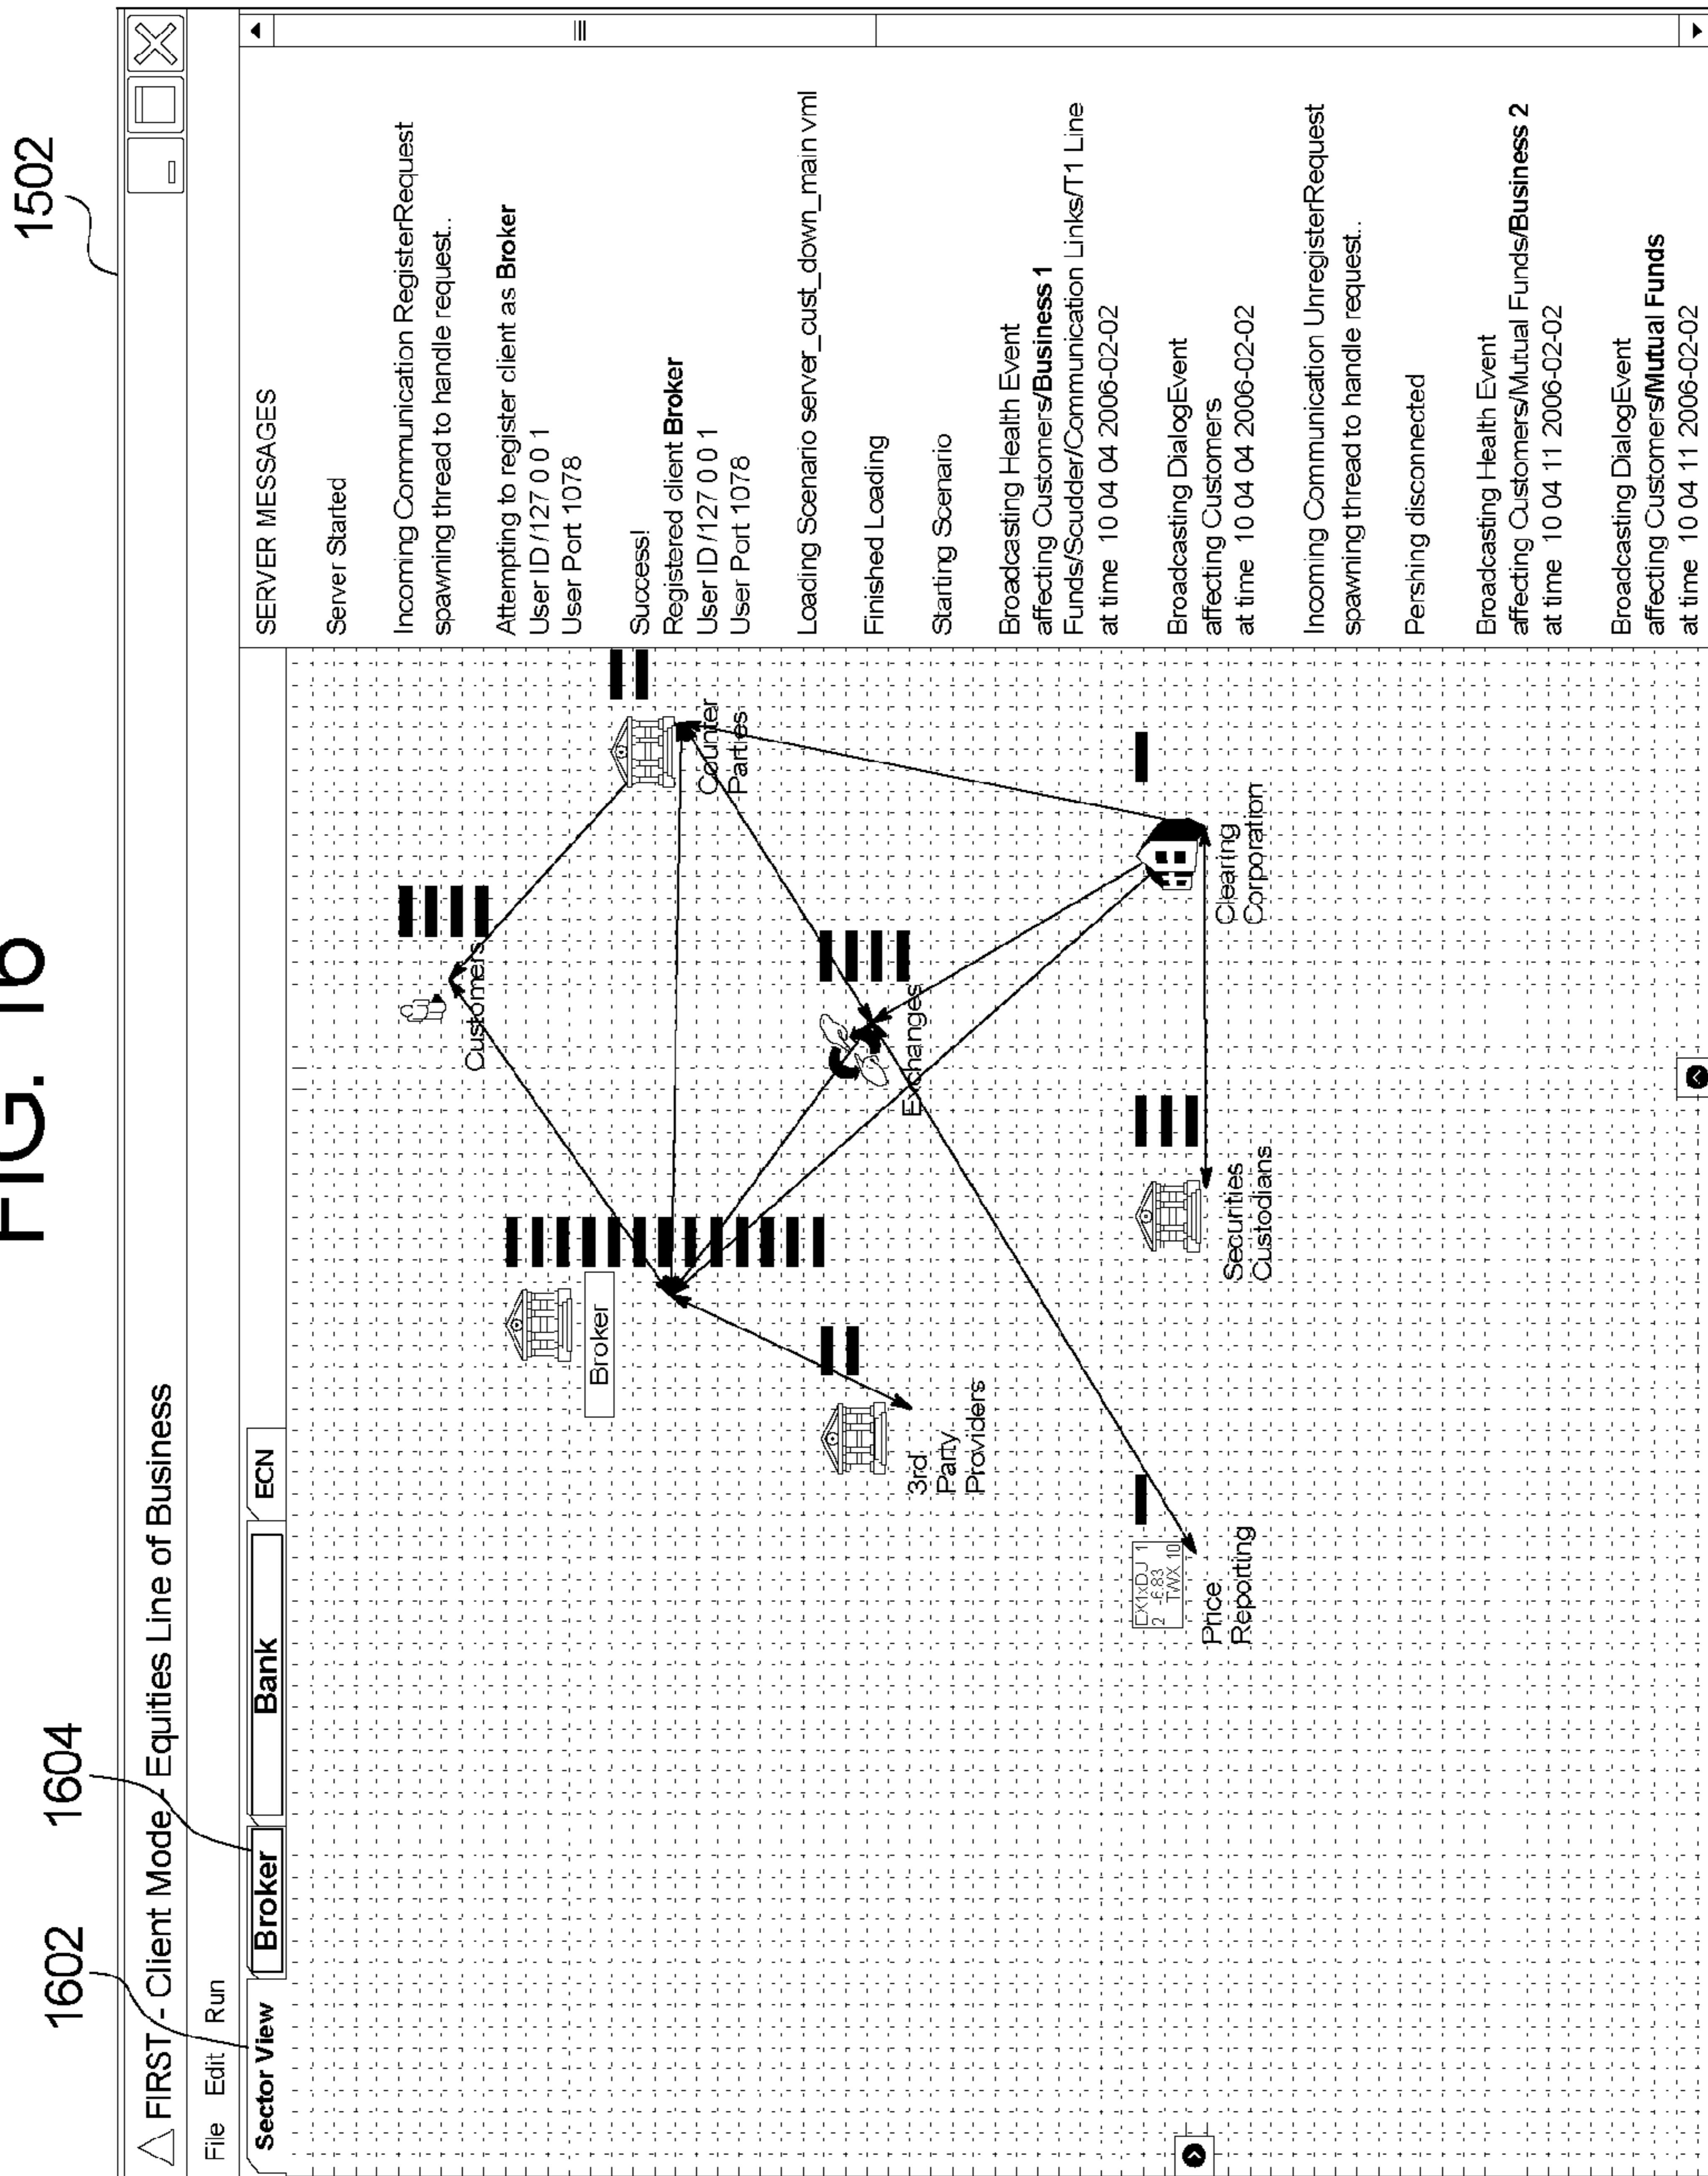 FIG. 16
1502
1602
1604
FIRST - Client Mode - Equities Line of Business
File Edit Run
Sector View
Broker
Bank
ECN
Customers
Counter
Parties
Broker
3rd
Party
Providers
Exchanges
Price
Reporting
Securities
Custodians
Clearing
Corporation
SERVER MESSAGES
Server Started
Incoming Communication RegisterRequest
spawning thread to handle request..
Attempting to register client as Broker
User ID /127 0 0 1
User Port 1078
Success!
Registered client Broker
User ID /127 0 0 1
User Port 1078
Loading Scenario server_cust_down_main vml
Finished Loading
Starting Scenario
Broadcasting Health Event
affecting Customers/Business 1
Funds/Scudder/Communication Links/T1 Line
at time 10 04 04 2006-02-02
Broadcasting DialogEvent
affecting Customers
at time 10 04 04 2006-02-02
Incoming Communication UnregisterRequest
spawning thread to handle request..
Pershing disconnected
Broadcasting Health Event
affecting Customers/Mutual Funds/Business 2
at time 10 04 11 2006-02-02
Broadcasting DialogEvent
affecting Customers/Mutual Funds
at time 10 04 11 2006-02-02